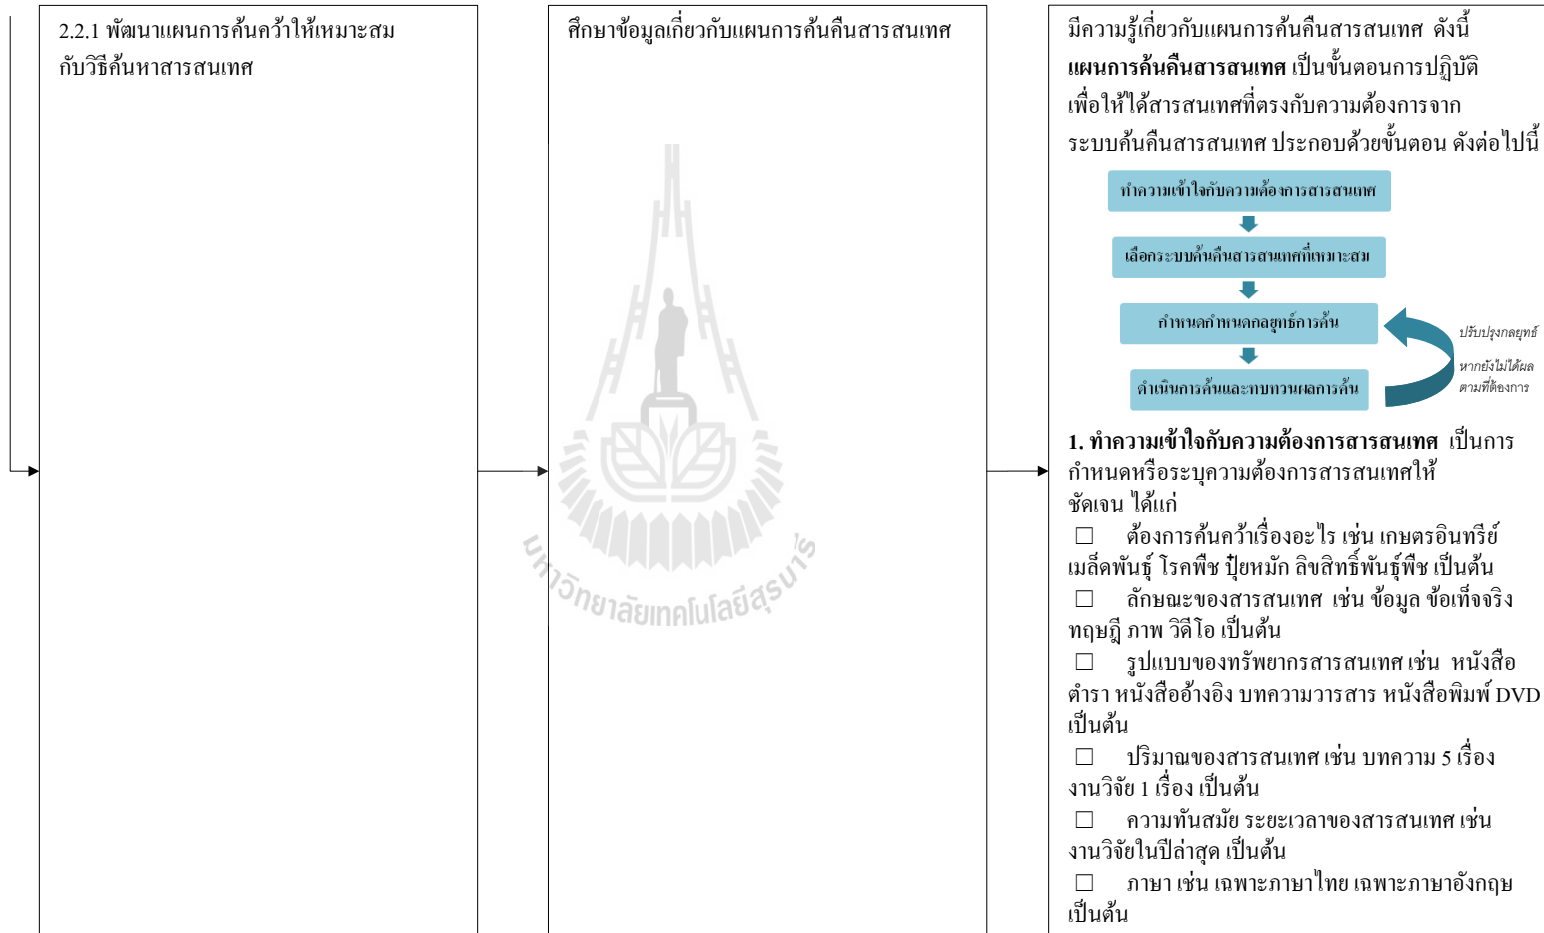 2.2.1 พัฒนาแผนการค้นคว้าให้เหมาะสม
กับวิธีค้นหาสารสนเทศ
ศึกษาข้อมูลเกี่ยวกับแผนการค้นคืนสารสนเทศ
มีความรู้เกี่ยวกับแผนการค้นคืนสารสนเทศ ดังนี้
แผนการค้นคืนสารสนเทศ เป็นขั้นตอนการปฏิบัติ
เพื่อให้ได้สารสนเทศที่ตรงกับความต้องการจาก
ระบบค้นคืนสารสนเทศ ประกอบด้วยขั้นตอน ดังต่อไปนี้
ทำความเข้าใจกับความต้องการสารสนเทศ
เลือกระบบค้นคืนสารสนเทศที่เหมาะสม
กำหนดกำหนดกลยุทธ์การค้น
ดำเนินการค้นและทบทวนผลการค้น
ปรับปรุงกลยุทธ์
หากยังไม่ได้ผล
ตามที่ต้องการ
1. ทำความเข้าใจกับความต้องการสารสนเทศ เป็นการ
กำหนดหรือระบุความต้องการสารสนเทศให้
ชัดเจน ได้แก่
□ ต้องการค้นคว้าเรื่องอะไร เช่น เกษตรอินทรีย์
เมล็ดพันธุ์ โรคพืช ปุ๋ยหมัก ลิขสิทธิ์พันธุ์พืช เป็นต้น
□ ลักษณะของสารสนเทศ เช่น ข้อมูล ข้อเท็จจริง
ทฤษฎี ภาพ วิดีโอ เป็นต้น
□ รูปแบบของทรัพยากรสารสนเทศ เช่น หนังสือ
ตำรา หนังสืออ้างอิง บทความวารสาร หนังสือพิมพ์ DVD
เป็นต้น
□ ปริมาณของสารสนเทศ เช่น บทความ 5 เรื่อง
งานวิจัย 1 เรื่อง เป็นต้น
□ ความทันสมัย ระยะเวลาของสารสนเทศ เช่น
งานวิจัยในปีล่าสุด เป็นต้น
□ ภาษา เช่น เฉพาะภาษาไทย เฉพาะภาษาอังกฤษ
เป็นต้น
มหาวิทยาลัยเทคโนโลยีสุรนารี